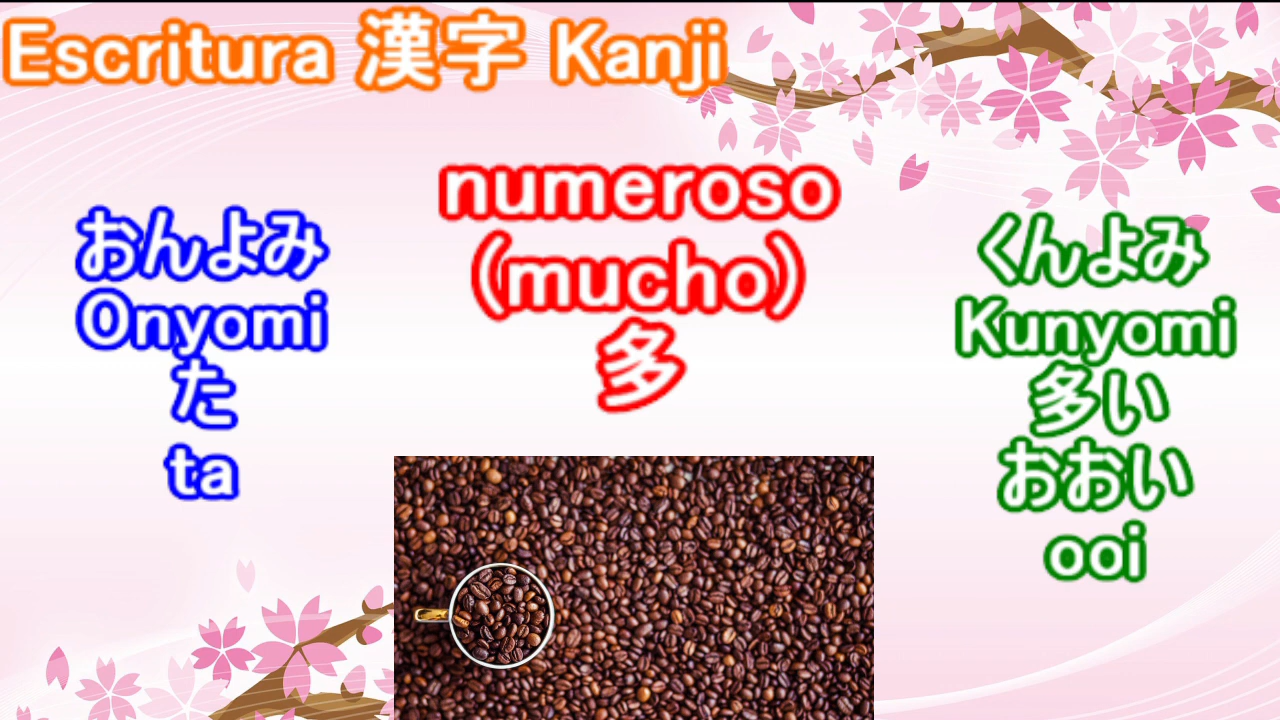 Escritura 漢字 Kanji
numeroso
(mucho)
多
おんよみ
Onyomi
た
ta
くんよみ
Kunyomi
多い
おおい
ooi